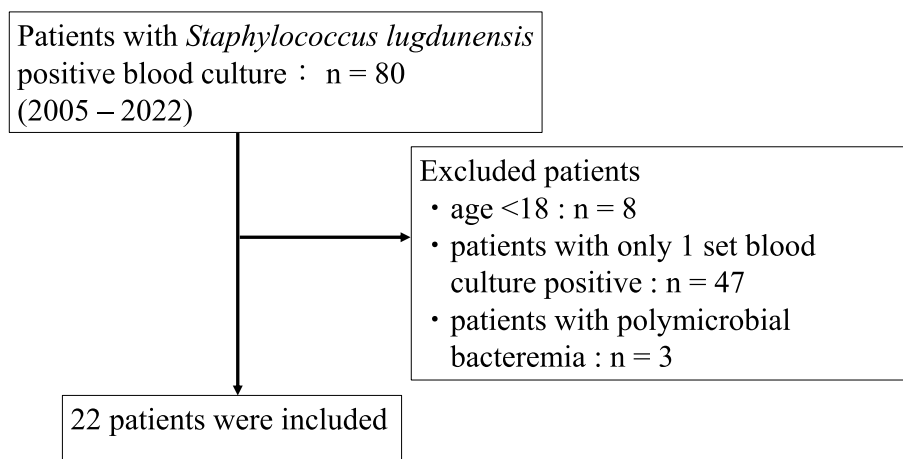 Patients with Staphylococcus lugdunensis
positive blood culture： n = 80
(2005 – 2022)
Excluded patients
・age <18 : n = 8
・patients with only 1 set blood
culture positive : n = 47
・patients with polymicrobial
bacteremia : n = 3
22 patients were included